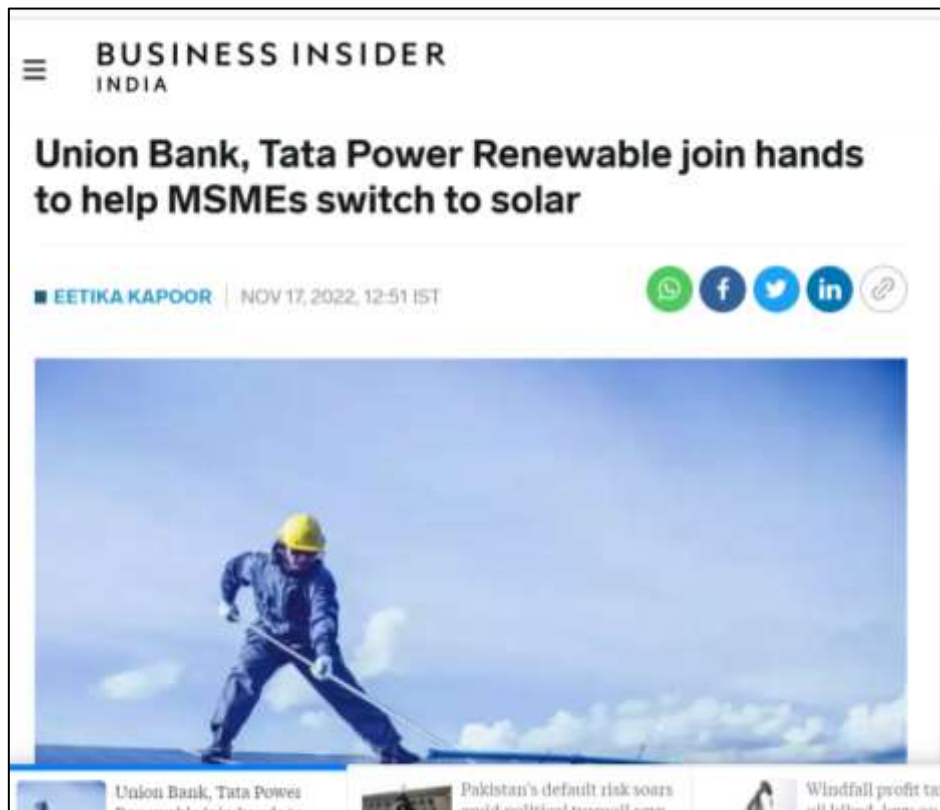 BUSINESS INSIDER
INDIA
Union Bank, Tata Power Renewable join hands
to help MSMEs switch to solar
EETIKA KAPOOR | NOV 17, 2022, 12:51 IST
f in
Union Bank, Tata Power
Pakistan's default risk soars
Windfall profit